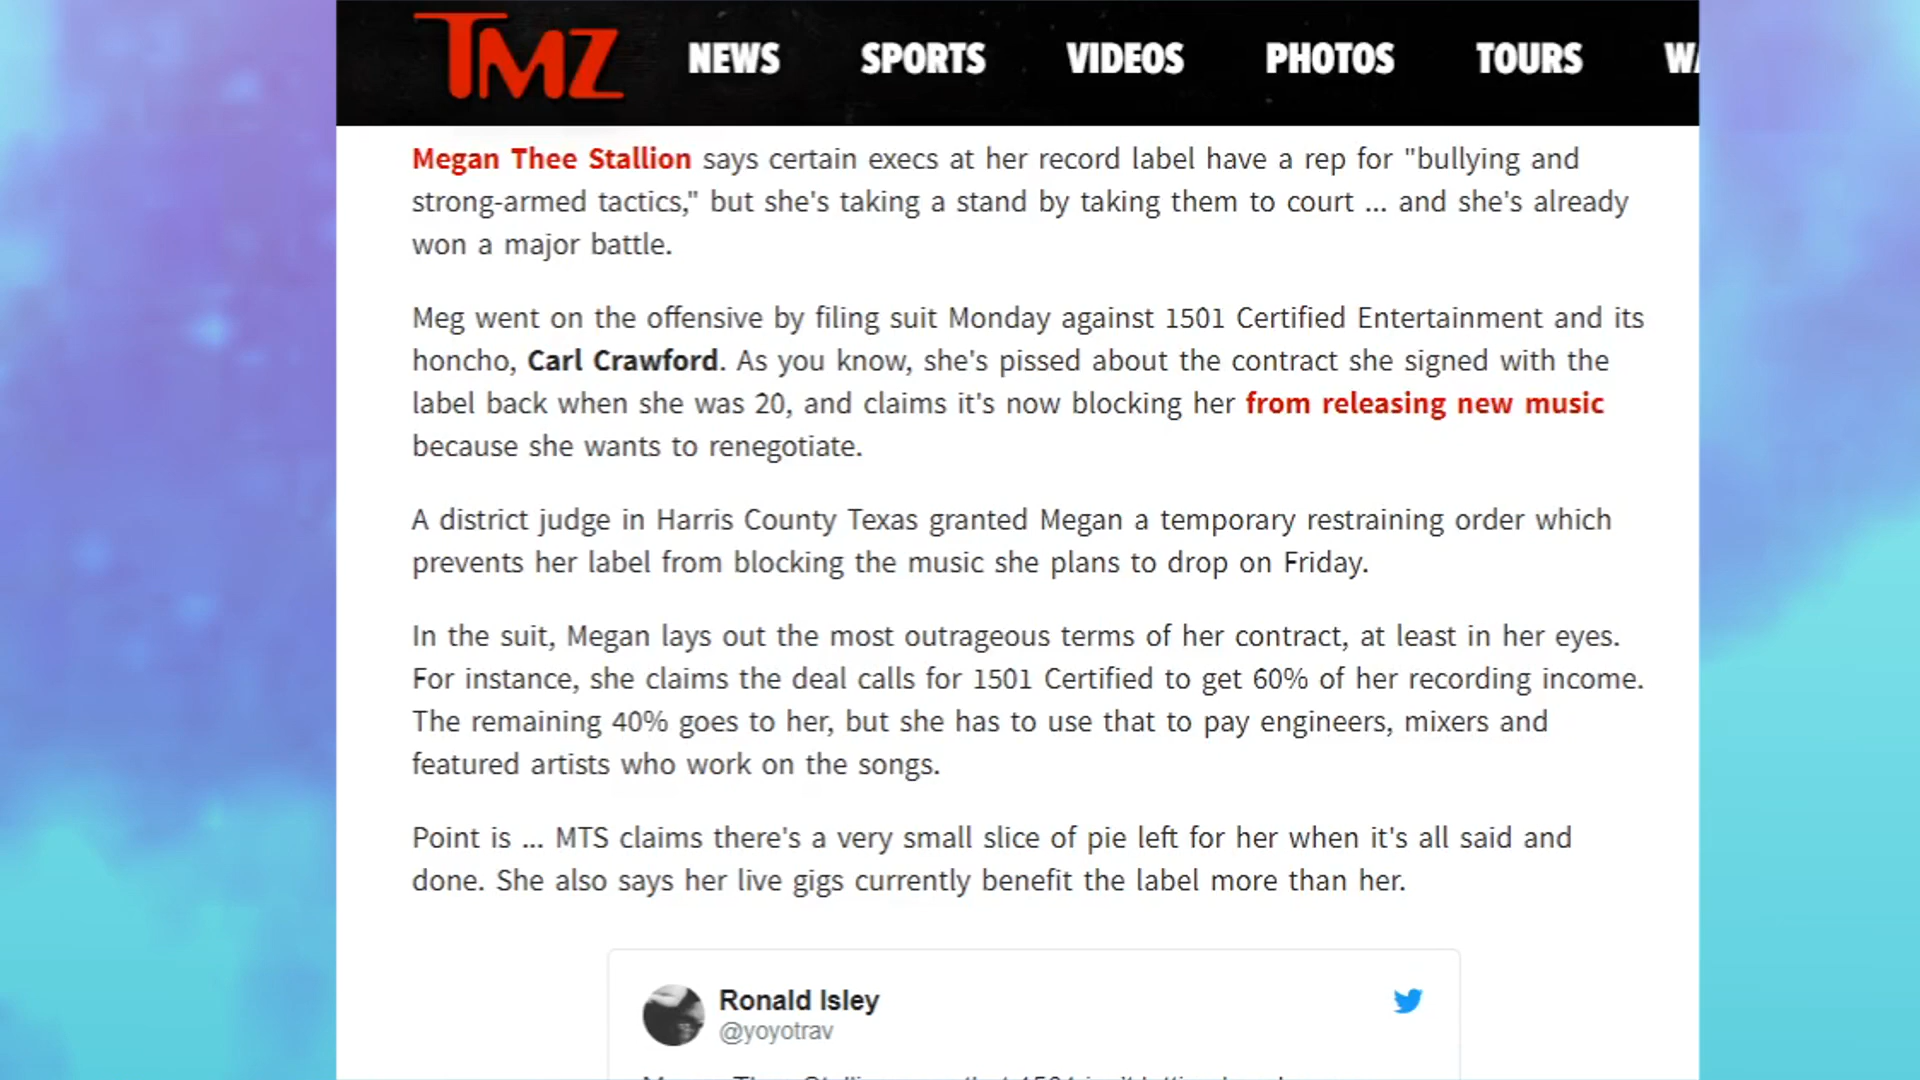 TMZ NEWS SPORTS VIDEOS PHOTOS TOURS
Megan Thee Stallion says certain execs at her record label have a rep for "bullying and
strong-armed tactics," but she's taking a stand by taking them to court ... and she's already
won a major battle.
Meg went on the offensive by filing suit Monday against 1501 Certified Entertainment and its
honcho, Carl Crawford. As you know, she's pissed about the contract she signed with the
label back when she was 20, and claims it's now blocking her from releasing new music
because she wants to renegotiate.
A district judge in Harris County Texas granted Megan a temporary restraining order which
prevents her label from blocking the music she plans to drop on Friday.
In the suit, Megan lays out the most outrageous terms of her contract, at least in her eyes.
For instance, she claims the deal calls for 1501 Certified to get 60% of her recording income.
The remaining 40% goes to her, but she has to use that to pay engineers, mixers and
featured artists who work on the songs.
Point is ... MTS claims there's a very small slice of pie left for her when it's all said and
done. She also says her live gigs currently benefit the label more than her.
Ronald Isley
@yoyotrav